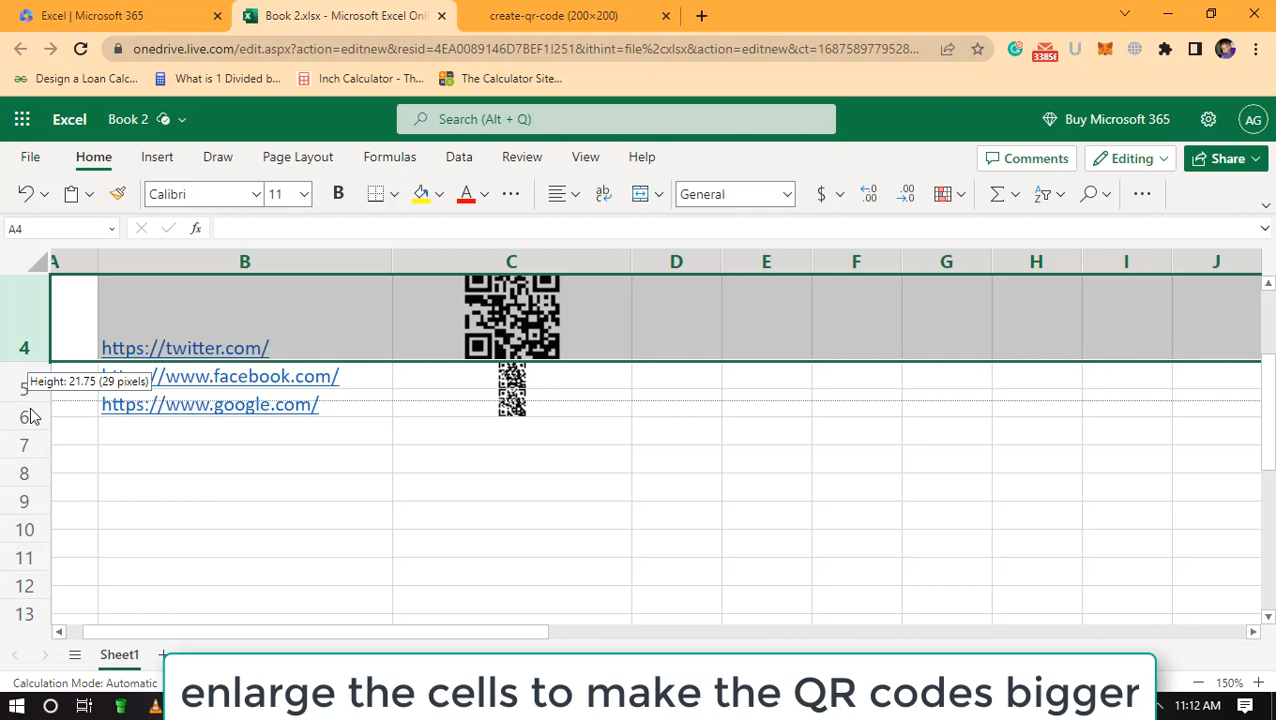 Excel | Microsoft 365
Book 2.xlsx - Microsoft Excel Onl
create-qr-code (200×200)
onedrive.live.com/edit.aspx?action=editnew&resid=4EA0089146D7BEF1!251&ithint=file%2cxlsx&action=editnew&ct=1687589779528...
33856
Design a Loan Calc...
What is 1 Divided b...
Inch Calculator - Th...
The Calculator Site...
Excel
Book 2
Search (Alt + Q)
Buy Microsoft 365
AG
File
Home
Insert
Draw
Page Layout
Formulas
Data
Review
View
Help
Comments
Editing
Share
Calibri
11
B
A
General
$
A4
fx
A B C D E F G H I J
4 https://twitter.com/
Height: 21.75 (29 pixels)
5 www.facebook.com/
6 https://www.google.com/
7
8
9
10
11
12
13
Sheet1
Calculation Mode: Automatic
150%
enlarge the cells to make the QR codes bigger
11:12 AM